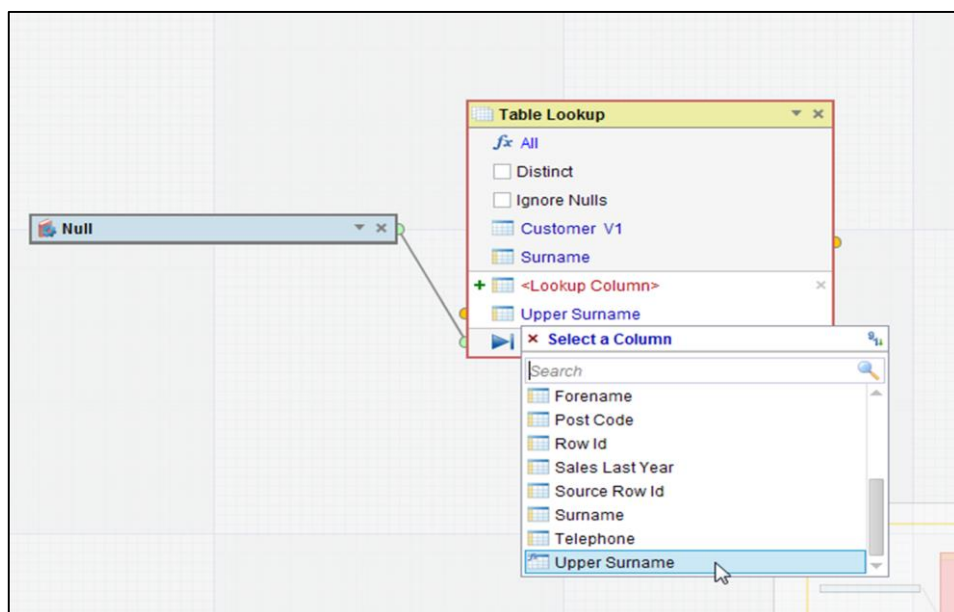 Table Lookup
fx All
Distinct
Ignore Nulls
Null
Customer V1
Surname
<Lookup Column>
Upper Surname
Select a Column
Search
Forename
Post Code
Row Id
Sales Last Year
Source Row Id
Surname
Telephone
Upper Surname